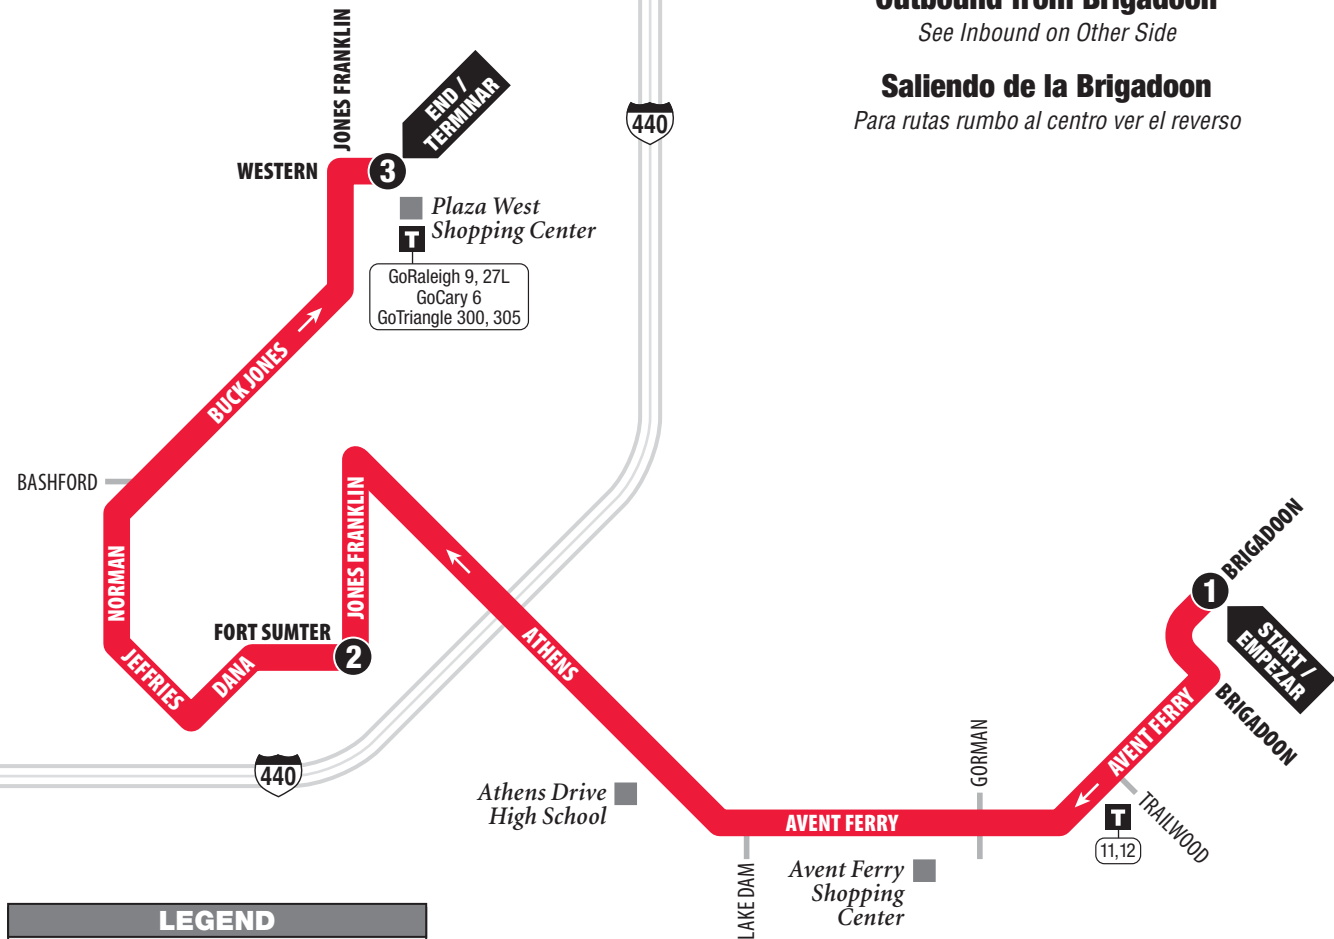 Outbound from Brigadoon
See Inbound on Other Side
Saliendo de la Brigadoon
Para rutas rumbo al centro ver el reverso
JONES FRANKLIN
END /
TERMINAR
440
WESTERN
3
Plaza West
Shopping Center
T
GoRaleigh 9, 27L
GoCary 6
GoTriangle 300, 305
BUCK JONES
BASHFORD
JONES FRANKLIN
NORMAN
FORT SUMTER
2
JEFFRIES
DANA
ATHENS
BRIGADOON
1
START /
EMPEZAR
BRIGADOON
AVENT FERRY
440
GORMAN
Athens Drive
High School
AVENT FERRY
TRAILWOOD
T
11,12
LAKE DAM
Avent Ferry
Shopping
Center
LEGEND